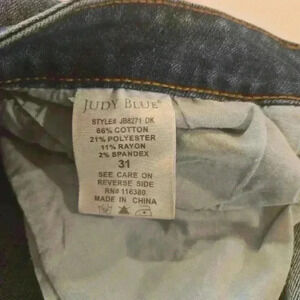 JUDY BLUE®
STYLE# JB8271-DK
66% COTTON
21% POLYESTER
11% RAYON
2% SPANDEX
31
SEE CARE ON
REVERSE SIDE
RN# 116380
MADE IN CHINA